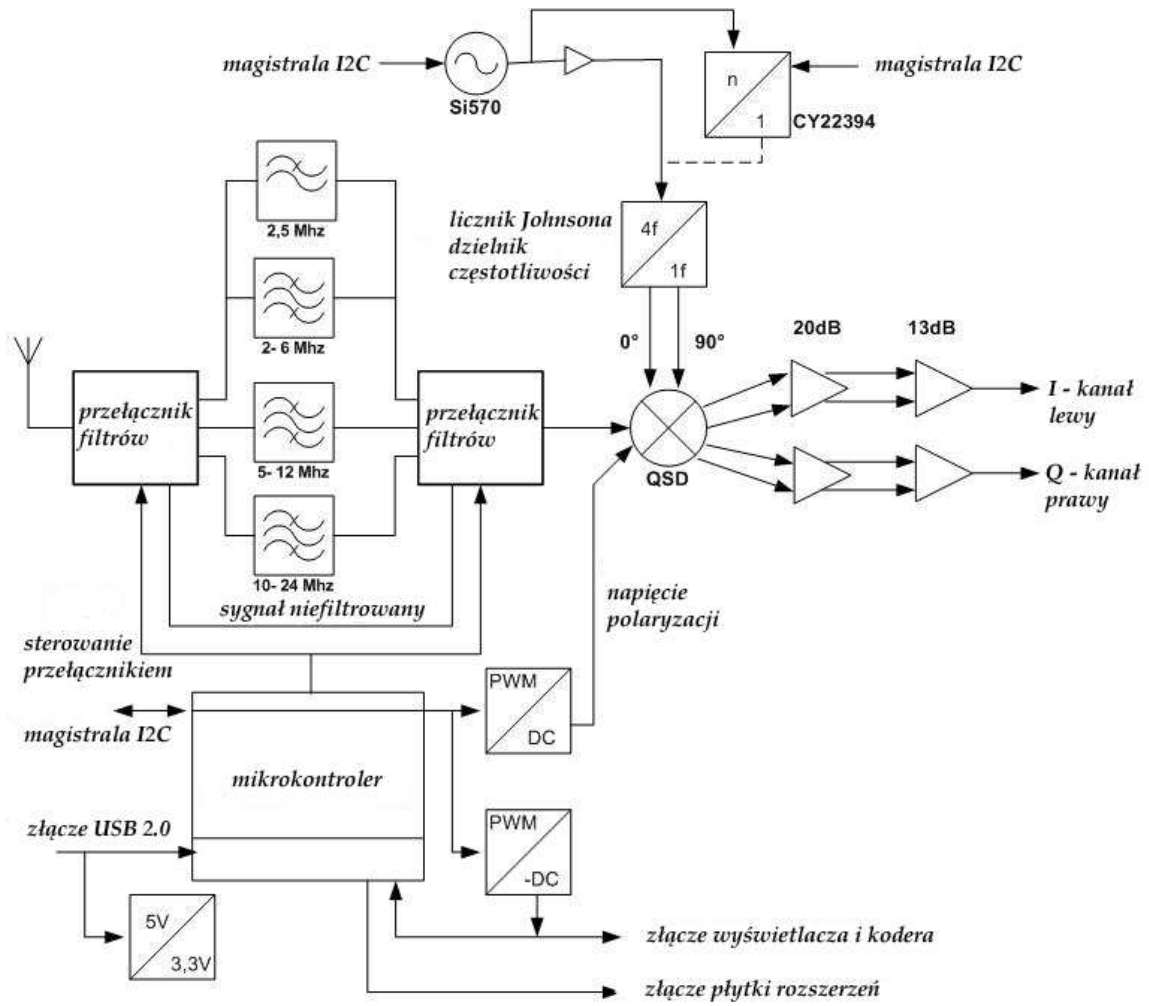 magistrala I2C
magistrala I2C
Si570
n
1
CY22394
2,5 Mhz
licznik Johnsona
dzielnik
częstotliwości
4f
1f
2- 6 Mhz
0°
90°
20dB
13dB
przełącznik
filtrów
przełącznik
filtrów
5- 12 Mhz
QSD
I - kanał
lewy
Q - kanał
prawy
10- 24 Mhz
sygnał niefiltrowany
napięcie
polaryzacji
sterowanie
przełącznikiem
magistrala I2C
PWM
DC
mikrokontroler
złącze USB 2.0
PWM
-DC
5V
3,3V
złącze wyświetlacza i kodera
złącze płytki rozszerzeń